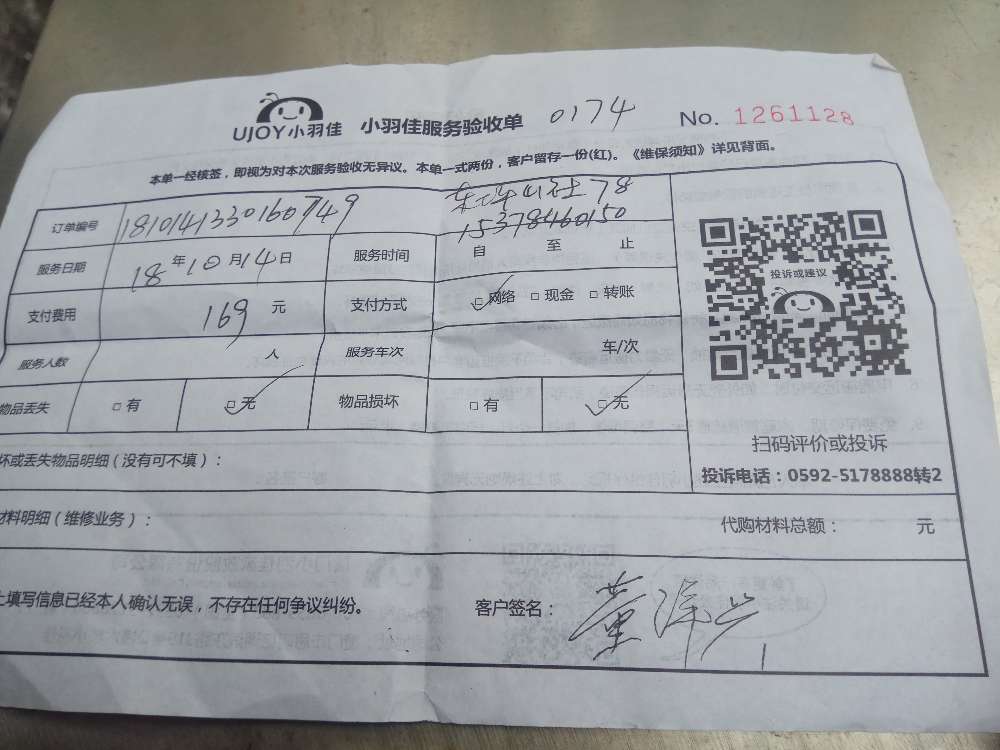 UJOY小羽佳 小羽佳服务验收单 0174 No. 1261128
本单一经核签，即视为对本次服务验收无异议。本单一式两份，客户留存一份(红)。《维保须知》详见背面。
订单编号 18101413301607749 78
15378460150
服务日期 18年10月14日 服务时间 自 至 止
支付费用 169 元 支付方式 □网络 □现金 □转账
服务人数 人 服务车次 车/次
物品丢失 □有 □无 物品损坏 □有 □无
投诉或建议
扫码评价或投诉
投诉电话：0592-5178888转2
坏或丢失物品明细（没有可不填）：
材料明细（维修业务）： 代购材料总额： 元
上填写信息已经本人确认无误，不存在任何争议纠纷。 客户签名： 董